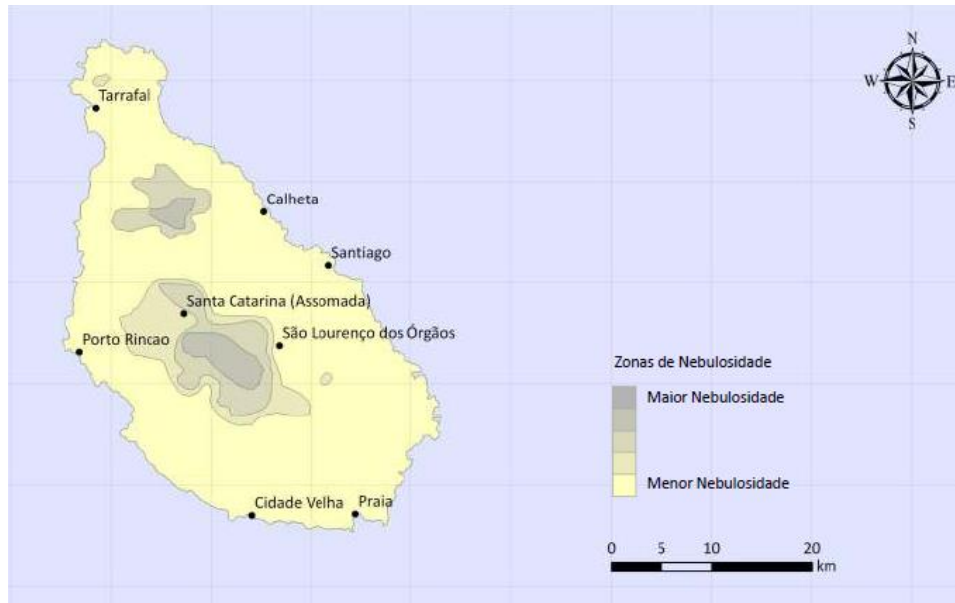 N
W E
S
Tarrafal
Calheta
Santiago
Santa Catarina (Assomada)
São Lourenço dos Órgãos
Porto Rincao
Zonas de Nebulosidade
Maior Nebulosidade
Menor Nebulosidade
Cidade Velha Praia
0 5 10 20
km